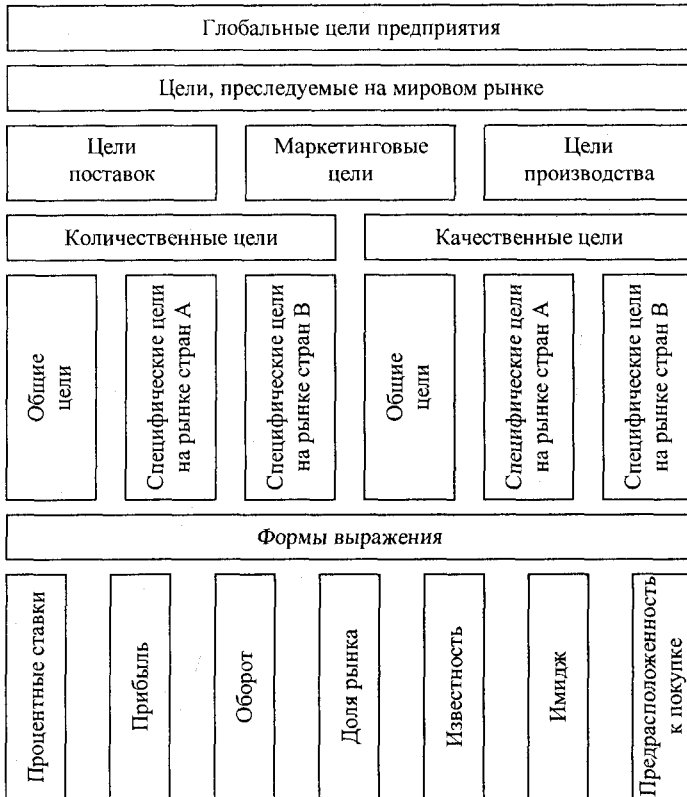 Глобальные цели предприятия
Цели, преследуемые на мировом рынке
Цели
поставок
Маркетинговые
цели
Цели
производства
Количественные цели
Качественные цели
Общие
цели
Специфические цели
на рынке стран А
Специфические цели
на рынке стран В
Общие
цели
Специфические цели
на рынке стран А
Специфические цели
на рынке стран В
Формы выражения
Процентные ставки
Прибыль
Оборот
Доля рынка
Известность
Имидж
Предрасположенность
к покупке